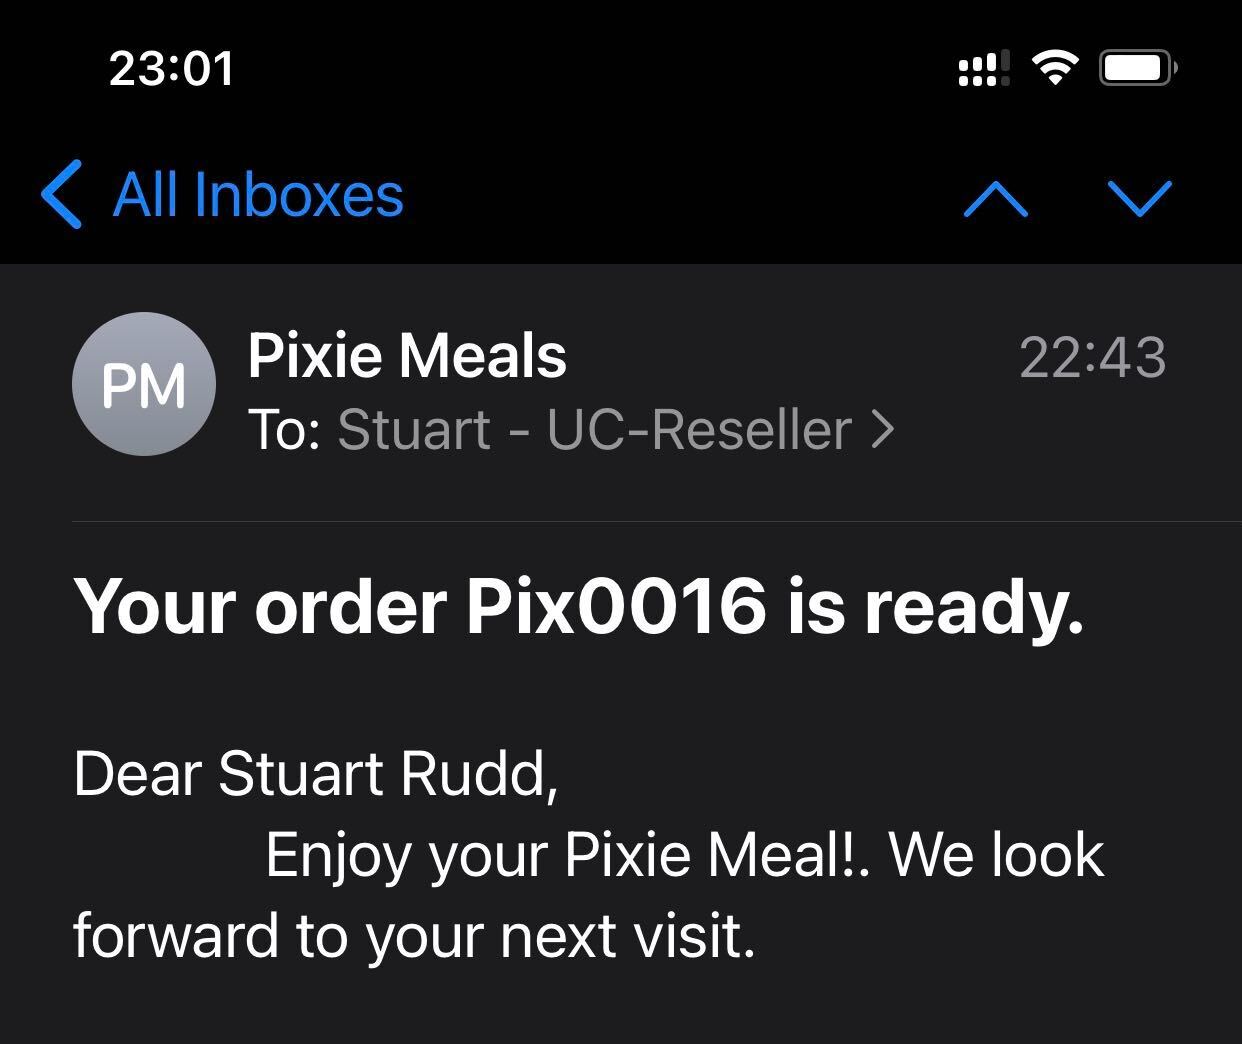 23:01
All Inboxes
PM
Pixie Meals
22:43
To: Stuart - UC-Reseller
Your order Pix0016 is ready.
Dear Stuart Rudd,
Enjoy your Pixie Meal!. We look
forward to your next visit.